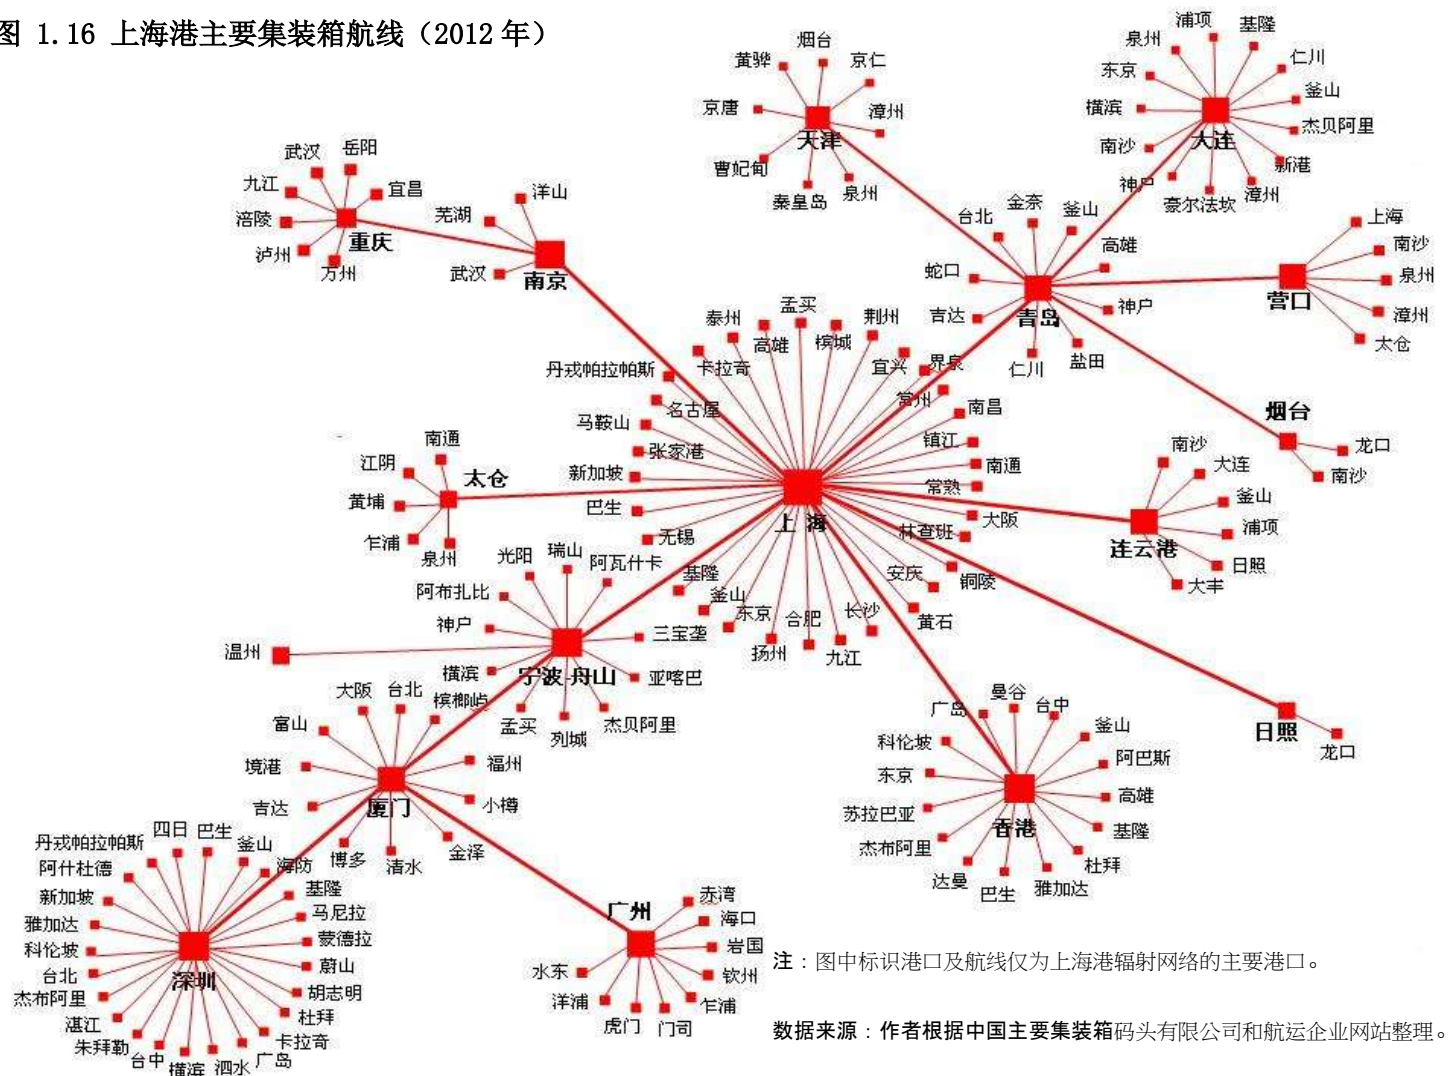 图 1.16 上海港主要集装箱航线（2012 年）
烟台
黄骅
京仁
京唐
漳州
天津
曹妃甸
秦皇岛
泉州
浦项
基隆
泉州
仁川
东京
釜山
横滨
杰贝阿里
南沙
大连
新港
神户
豪尔法坎
漳州
武汉
岳阳
九江
宜昌
涪陵
重庆
泸州
万州
洋山
芜湖
武汉
南京
台北
金奈
釜山
高雄
蛇口
吉达
青岛
神户
仁川
盐田
上海
南沙
泉州
营口
漳州
太仓
烟台
龙口
南沙
泰州
孟买
荆州
高雄
槟城
丹戎帕拉帕斯
卡拉奇
宜兴
界泉
名古屋
常州
南昌
马鞍山
镇江
张家港
南通
新加坡
常熟
巴生
上海
大阪
无锡
林查班
基隆
安庆
铜陵
釜山
东京
合肥
长沙
黄石
扬州
九江
南通
太仓
江阴
黄埔
乍浦
泉州
南沙
大连
釜山
浦项
连云港
日照
大丰
光阳
瑞山
阿瓦什卡
阿布扎比
神户
三宝垄
温州
横滨
宁波-舟山
亚喀巴
孟买
列城
杰贝阿里
大阪
台北
槟榔屿
富山
境港
福州
吉达
厦门
小樽
博多
清水
金泽
日照
龙口
曼谷
广岛
台中
釜山
科伦坡
阿巴斯
东京
高雄
苏拉巴亚
香港
基隆
杰布阿里
杜拜
达曼
巴生
雅加达
四日
巴生
釜山
丹戎帕拉帕斯
海防
阿什杜德
基隆
新加坡
马尼拉
雅加达
蒙德拉
科伦坡
蔚山
台北
深圳
胡志明
杰布阿里
杜拜
湛江
卡拉奇
朱拜勒
台中
横滨
泗水
广岛
广州
赤湾
海口
岩国
水东
钦州
洋浦
乍浦
虎门
门司
注：图中标识港口及航线仅为上海港辐射网络的主要港口。
数据来源：作者根据中国主要集装箱码头有限公司和航运企业网站整理。